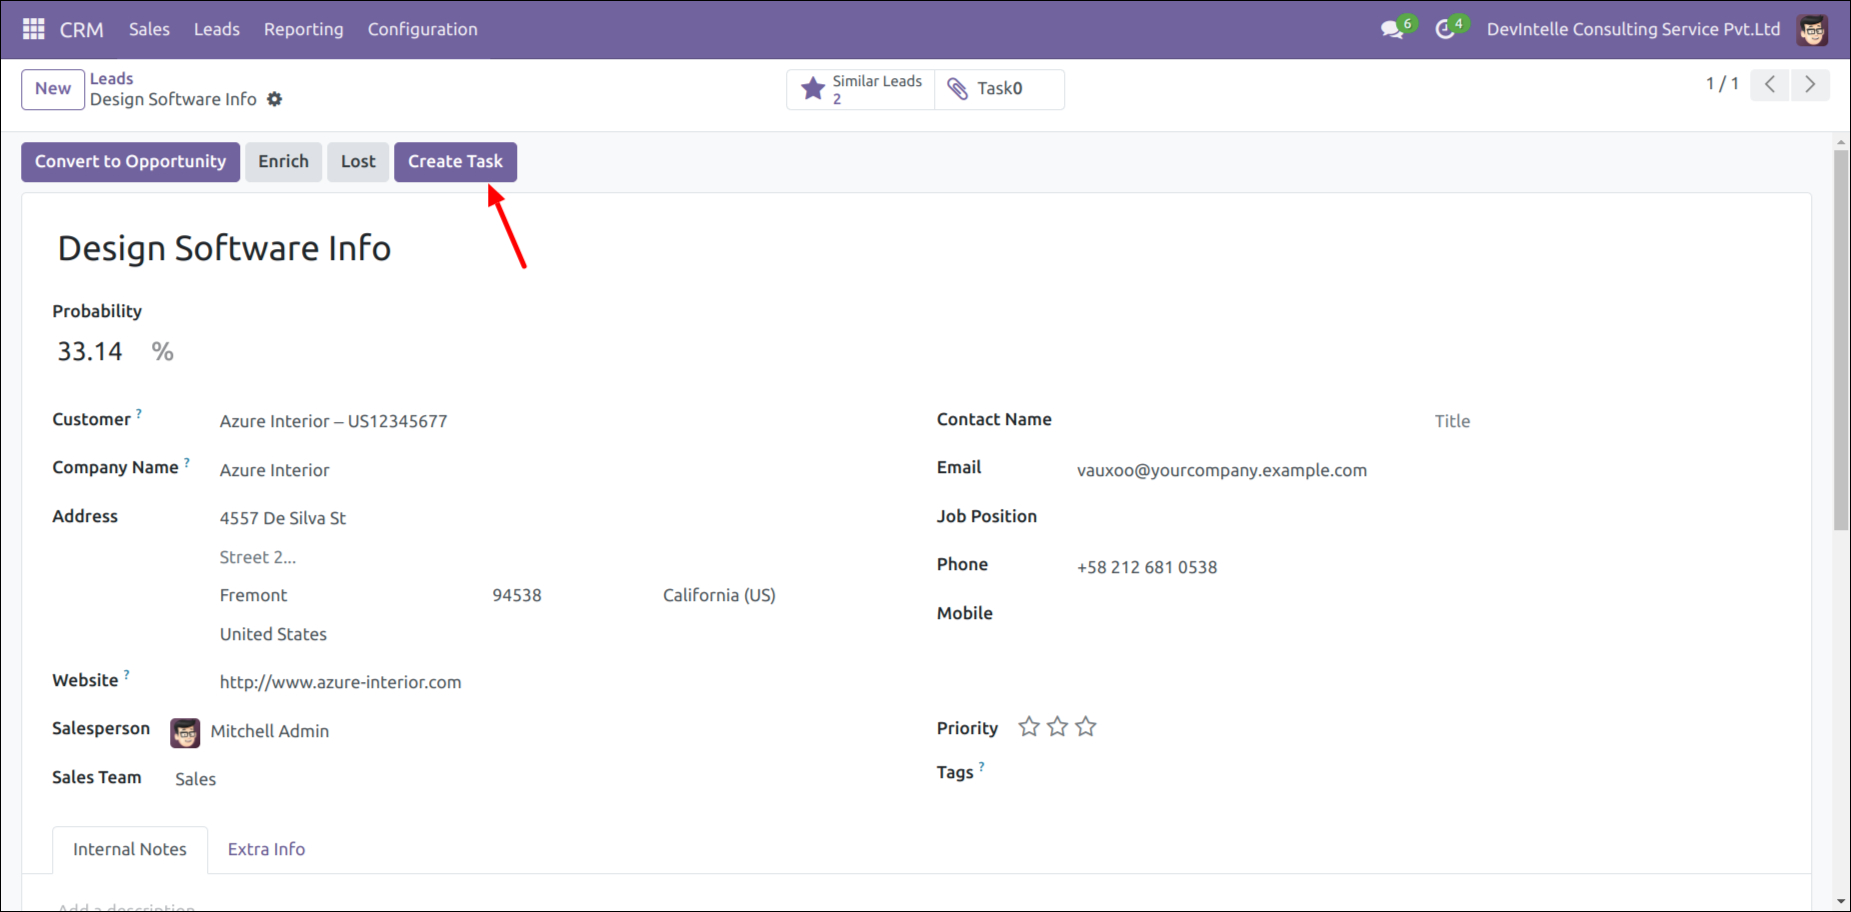 CRM Sales Leads Reporting Configuration 6 4 DevIntelle Consulting Service Pvt.Ltd
New Leads
Design Software Info
Similar Leads
2
Task0
1 / 1
Convert to Opportunity Enrich Lost Create Task
Design Software Info
Probability
33.14 %
Customer ? Azure Interior – US12345677
Contact Name Title
Company Name ? Azure Interior
Email vauxoo@yourcompany.example.com
Address 4557 De Silva St
Job Position
Street 2...
Phone +58 212 681 0538
Fremont 94538 California (US)
Mobile
United States
Website ? http://www.azure-interior.com
Salesperson Mitchell Admin
Priority
Tags ?
Sales Team Sales
Internal Notes Extra Info
Add a description